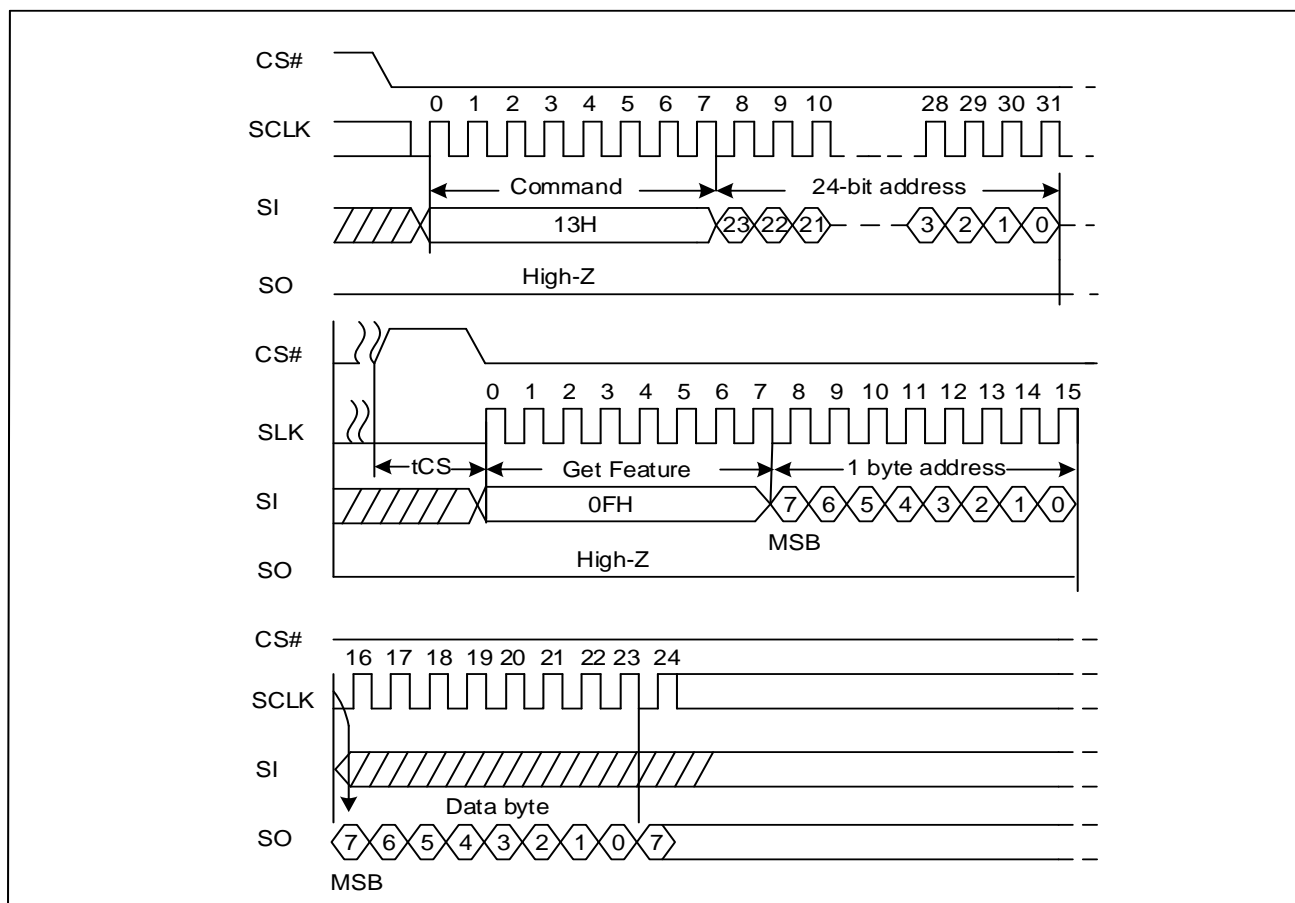 CS#
0 1 2 3 4 5 6 7 8 9 10 28 29 30 31
SCLK
Command 24-bit address
SI
13H 23 22 21 3 2 1 0
High-Z
SO
CS#
0 1 2 3 4 5 6 7 8 9 10 11 12 13 14 15
SLK
tCS Get Feature 1 byte address
SI
0FH 7 6 5 4 3 2 1 0
MSB
High-Z
SO
CS#
16 17 18 19 20 21 22 23 24
SCLK
SI
Data byte
SO 7 6 5 4 3 2 1 0 7
MSB